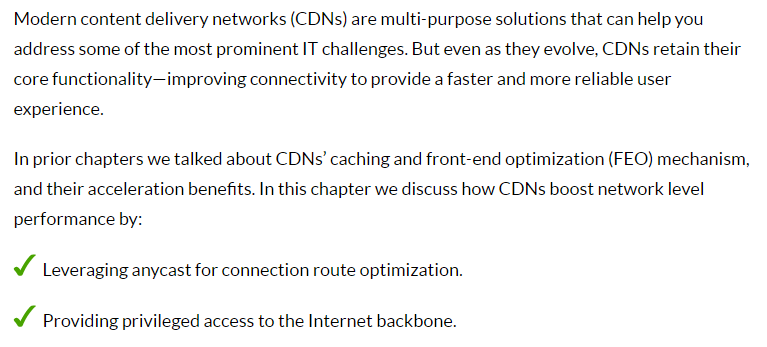 Modern content delivery networks (CDNs) are multi-purpose solutions that can help you
address some of the most prominent IT challenges. But even as they evolve, CDNs retain their
core functionality—improving connectivity to provide a faster and more reliable user
experience.
In prior chapters we talked about CDNs’ caching and front-end optimization (FEO) mechanism,
and their acceleration benefits. In this chapter we discuss how CDNs boost network level
performance by:
Leveraging anycast for connection route optimization.
Providing privileged access to the Internet backbone.